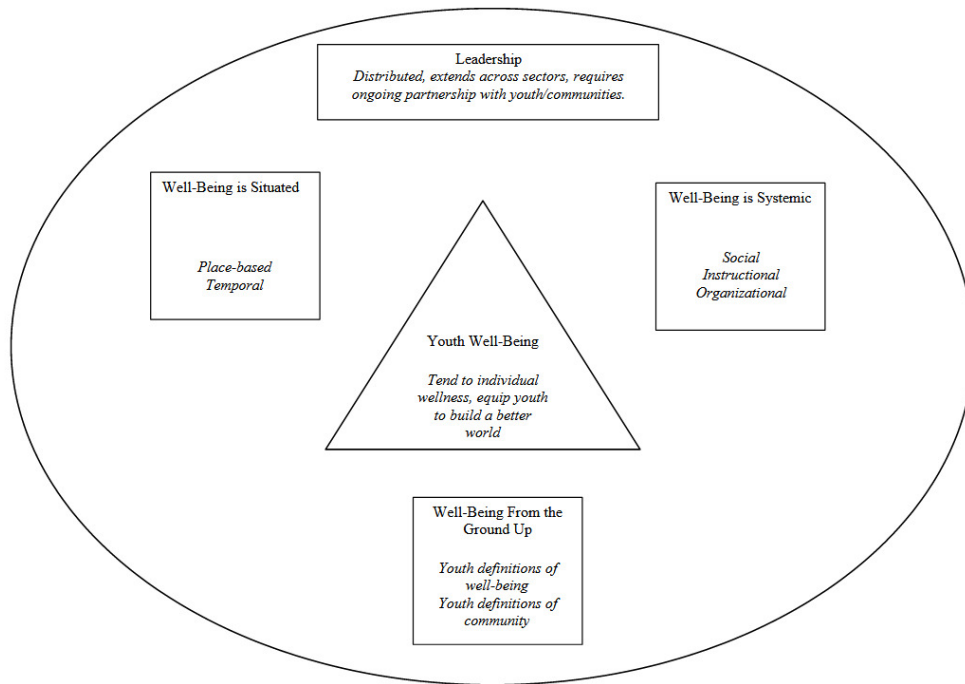 Leadership
Distributed, extends across sectors, requires
ongoing partnership with youth/communities.
Well-Being is Situated
Place-based
Temporal
Well-Being is Systemic
Social
Instructional
Organizational
Youth Well-Being
Tend to individual
wellness, equip youth
to build a better
world
Well-Being From the
Ground Up
Youth definitions of
well-being
Youth definitions of
community